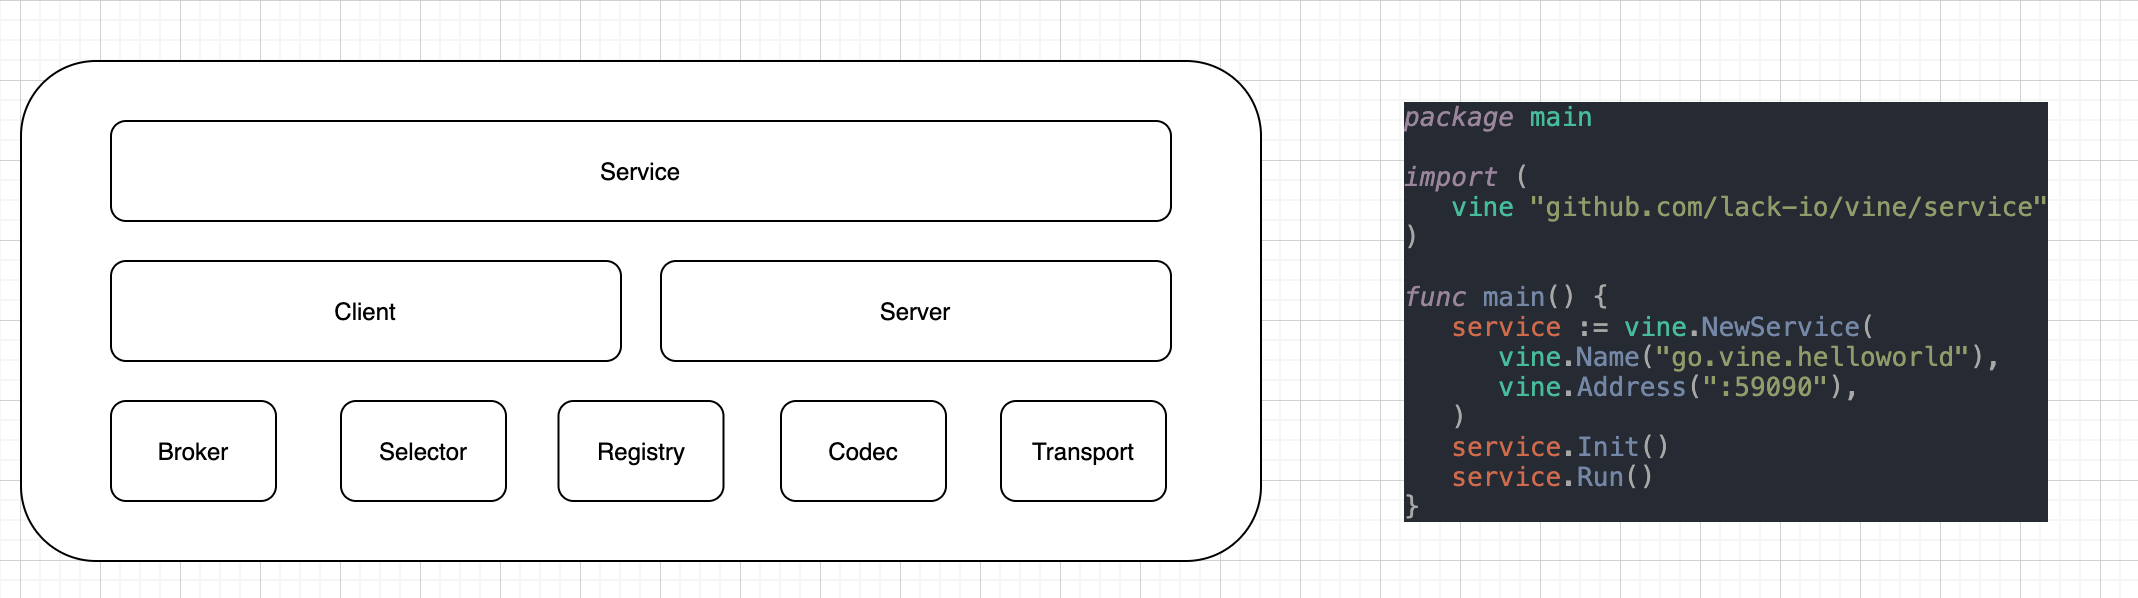 Service
Client
Server
Broker
Selector
Registry
Codec
Transport
package main
import (
vine "github.com/lack-io/vine/service"
)
func main() {
service := vine.NewService(
vine.Name("go.vine.helloworld"),
vine.Address(":59090"),
)
service.Init()
service.Run()
}